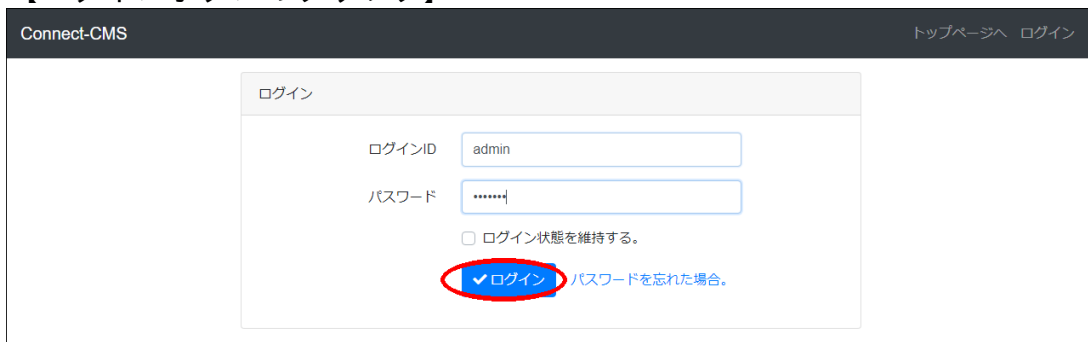 Connect-CMS トップページへ ログイン
ログイン
ログインID admin
パスワード •••••••
ログイン状態を維持する。
ログイン パスワードを忘れた場合。